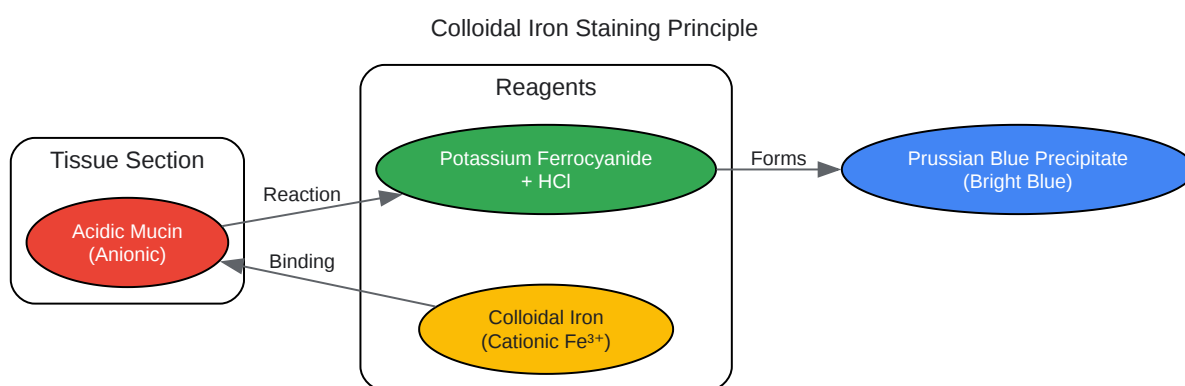 Colloidal Iron Staining Principle
Reagents
Tissue Section
Potassium Ferrocyanide
+ HCl
Forms
Prussian Blue Precipitate
(Bright Blue)
Reaction
Acidic Mucin
(Anionic)
Binding
Colloidal Iron
(Cationic Fe³⁺)